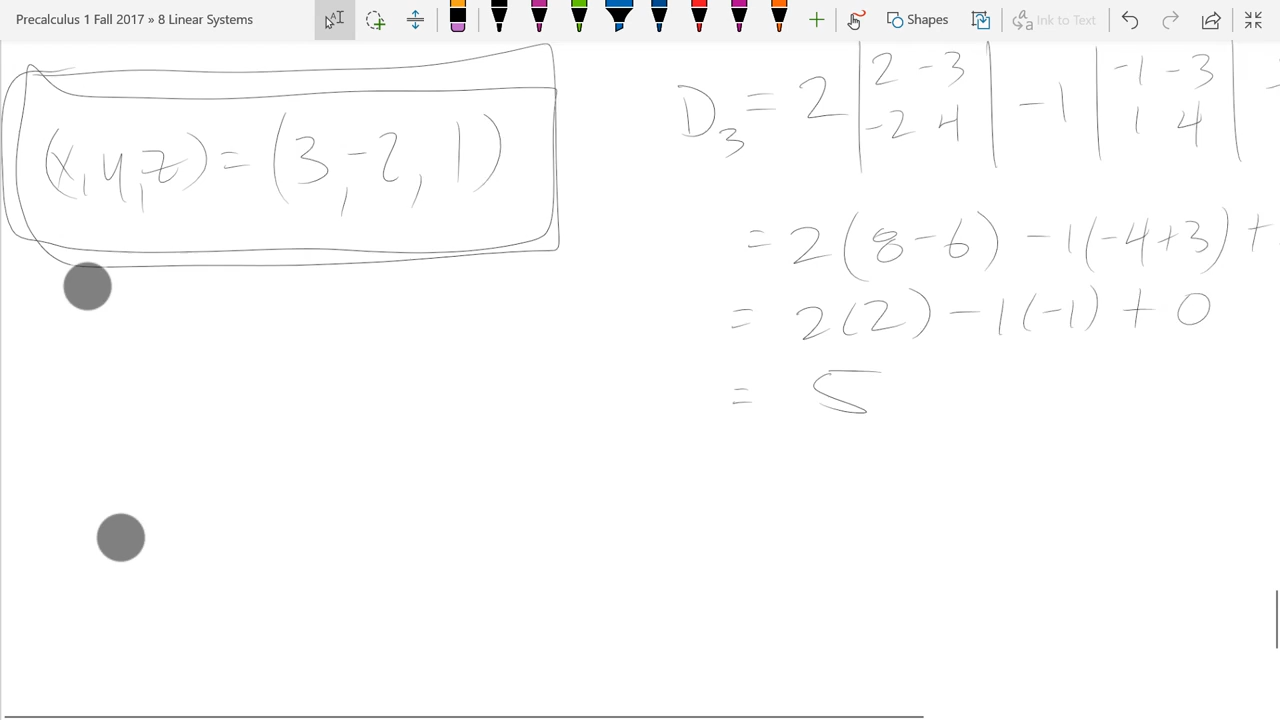 Precalculus 1 Fall 2017 » 8 Linear Systems
Shapes
Ink to Text
(x,y,z) = (3,-2,1)
D3 = 2 |2 -3
-2 4| -1 |-1 -3
1 4|
= 2(8-6) -1(-4+3) +
= 2(2) -1(-1) + 0
= 5